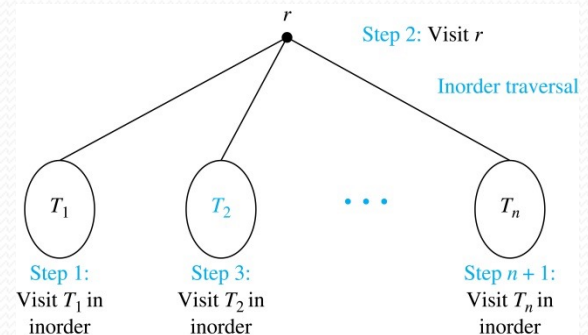 r
Step 2: Visit r
Inorder traversal
T₁
T₂
· · ·
Tₙ
Step 1:
Visit T₁ in
inorder
Step 3:
Visit T₂ in
inorder
Step n + 1:
Visit Tₙ in
inorder